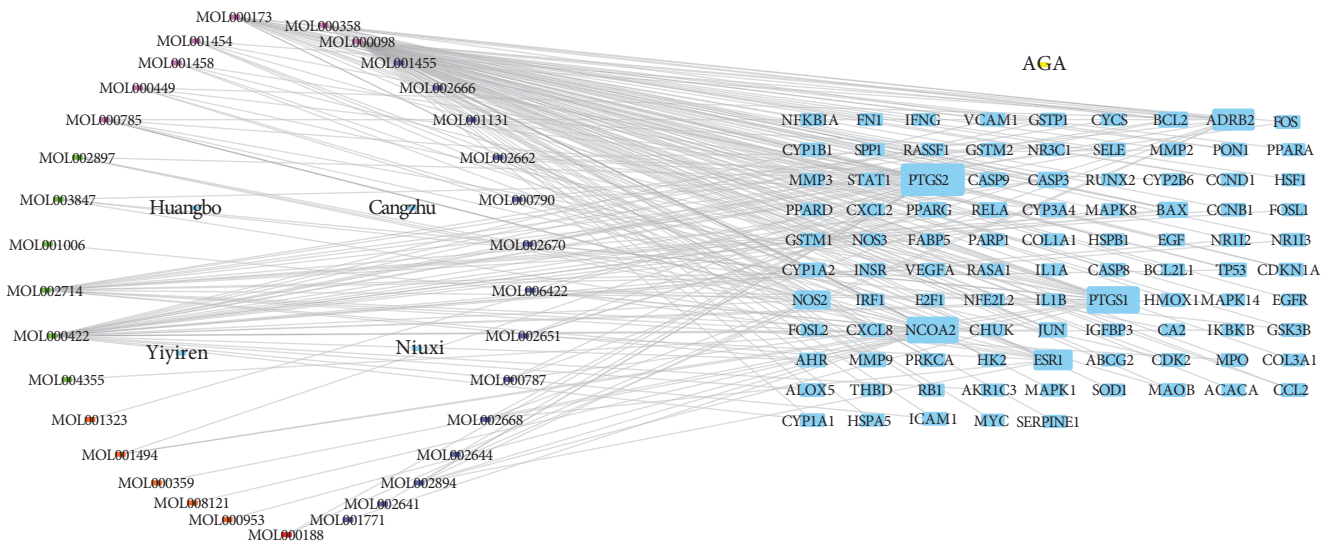 MOL000173
MOL000358
MOL001454
MOL000098
MOL001458
MOL001455
MOL000449
MOL002666
MOL000785
MOL001131
MOL002897
MOL002662
MOL003847
MOL000790
Huangbo
Cangzhu
MOL001006
MOL002670
MOL002714
MOL006422
MOL000422
MOL002651
Yiyiren
Niuxi
MOL004355
MOL000787
MOL001323
MOL002668
MOL001494
MOL002644
MOL000359
MOL002894
MOL008121
MOL002641
MOL000953
MOL001771
MOL000188
AGA
NFKBIA FN1 IFNG VCAM1 GSTP1 CYCS BCL2 ADRB2 FOS
CYP1B1 SPP1 RASSF1 GSTM2 NR3C1 SELE MMP2 PON1 PPARA
MMP3 STAT1 PTGS2 CASP9 CASP3 RUNX2 CYP2B6 CCND1 HSF1
PPARD CXCL2 PPARG RELA CYP3A4 MAPK8 BAX CCNB1 FOSL1
GSTM1 NOS3 FABP5 PARP1 COL1A1 HSPB1 EGF NR1I2 NR1I3
CYP1A2 INSR VEGFA RASA1 IL1A CASP8 BCL2L1 TP53 CDKN1A
NOS2 IRF1 E2F1 NFE2L2 IL1B PTGS1 HMOX1 MAPK14 EGFR
FOSL2 CXCL8 NCOA2 CHUK JUN IGFBP3 CA2 IKBKB GSK3B
AHR MMP9 PRKCA HK2 ESR1 ABCG2 CDK2 MPO COL3A1
ALOX5 THBD RB1 AKR1C3 MAPK1 SOD1 MAOB ACACA CCL2
CYP1A1 HSPA5 ICAM1 MYC SERPINE1